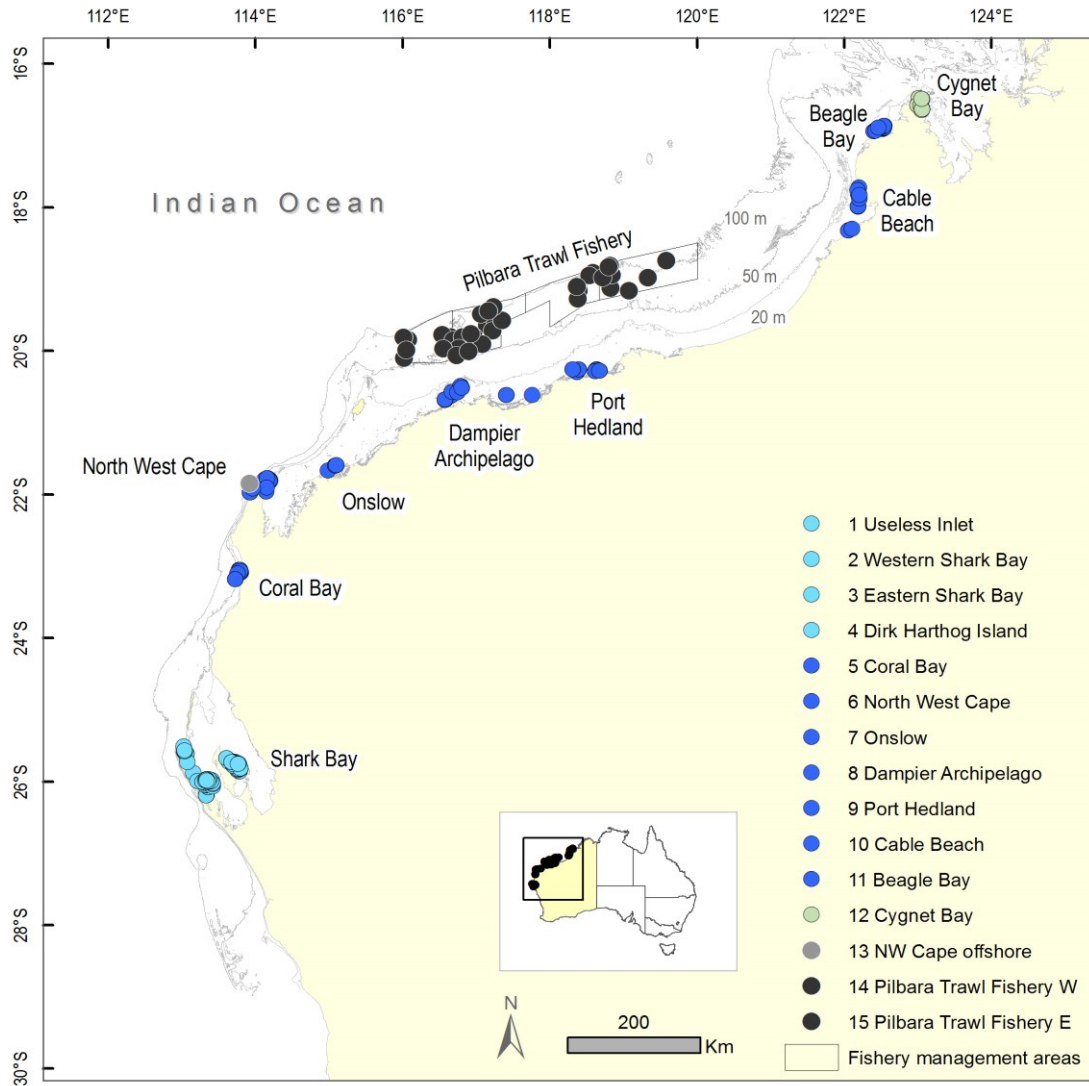 112°E 114°E 116°E 118°E 120°E 122°E 124°E
16°S
Cygnet
Bay
Beagle
Bay
18°S
Indian Ocean
Cable
Beach
100 m
Pilbara Trawl Fishery
50 m
20 m
20°S
Port
Hedland
Dampier
Archipelago
North West Cape
22°S
Onslow
Coral Bay
24°S
Shark Bay
26°S
28°S
30°S
1 Useless Inlet
2 Western Shark Bay
3 Eastern Shark Bay
4 Dirk Harthog Island
5 Coral Bay
6 North West Cape
7 Onslow
8 Dampier Archipelago
9 Port Hedland
10 Cable Beach
11 Beagle Bay
12 Cygnet Bay
13 NW Cape offshore
14 Pilbara Trawl Fishery W
15 Pilbara Trawl Fishery E
Fishery management areas
N
200
Km